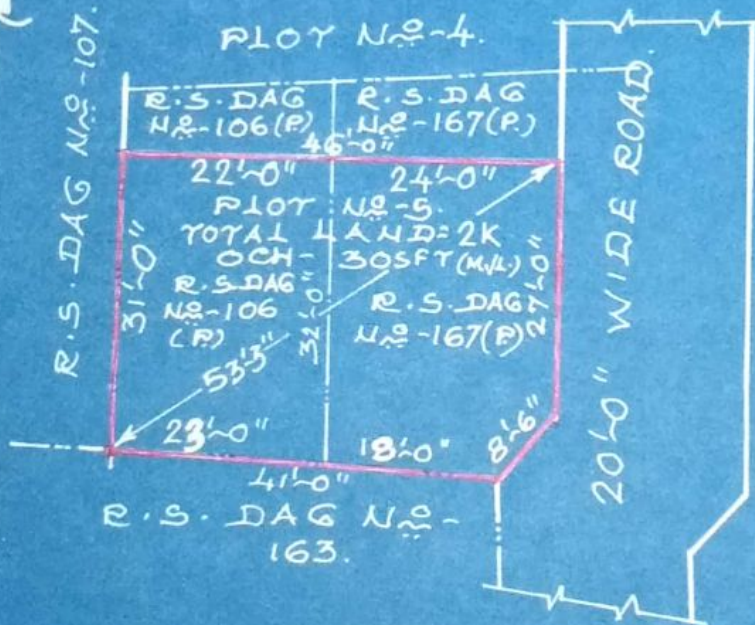 PLOT No-4.
R.S. DAG No-107.
R.S. DAG
No-106(P)
R.S. DAG
No-167(P.)
46'-0"
22'-0"
24'-0"
PLOT No-5.
TOTAL LAND=2K
0CH-30SFT(M/L.)
31'-0"
R.S. DAG
No-106
(P)
32'-0"
R.S. DAG
No-167(P)
27'-0"
53'3"
23'-0"
18'-0"
8'-6"
41'-0"
R.S. DAG No-
163.
20'-0" WIDE ROAD.